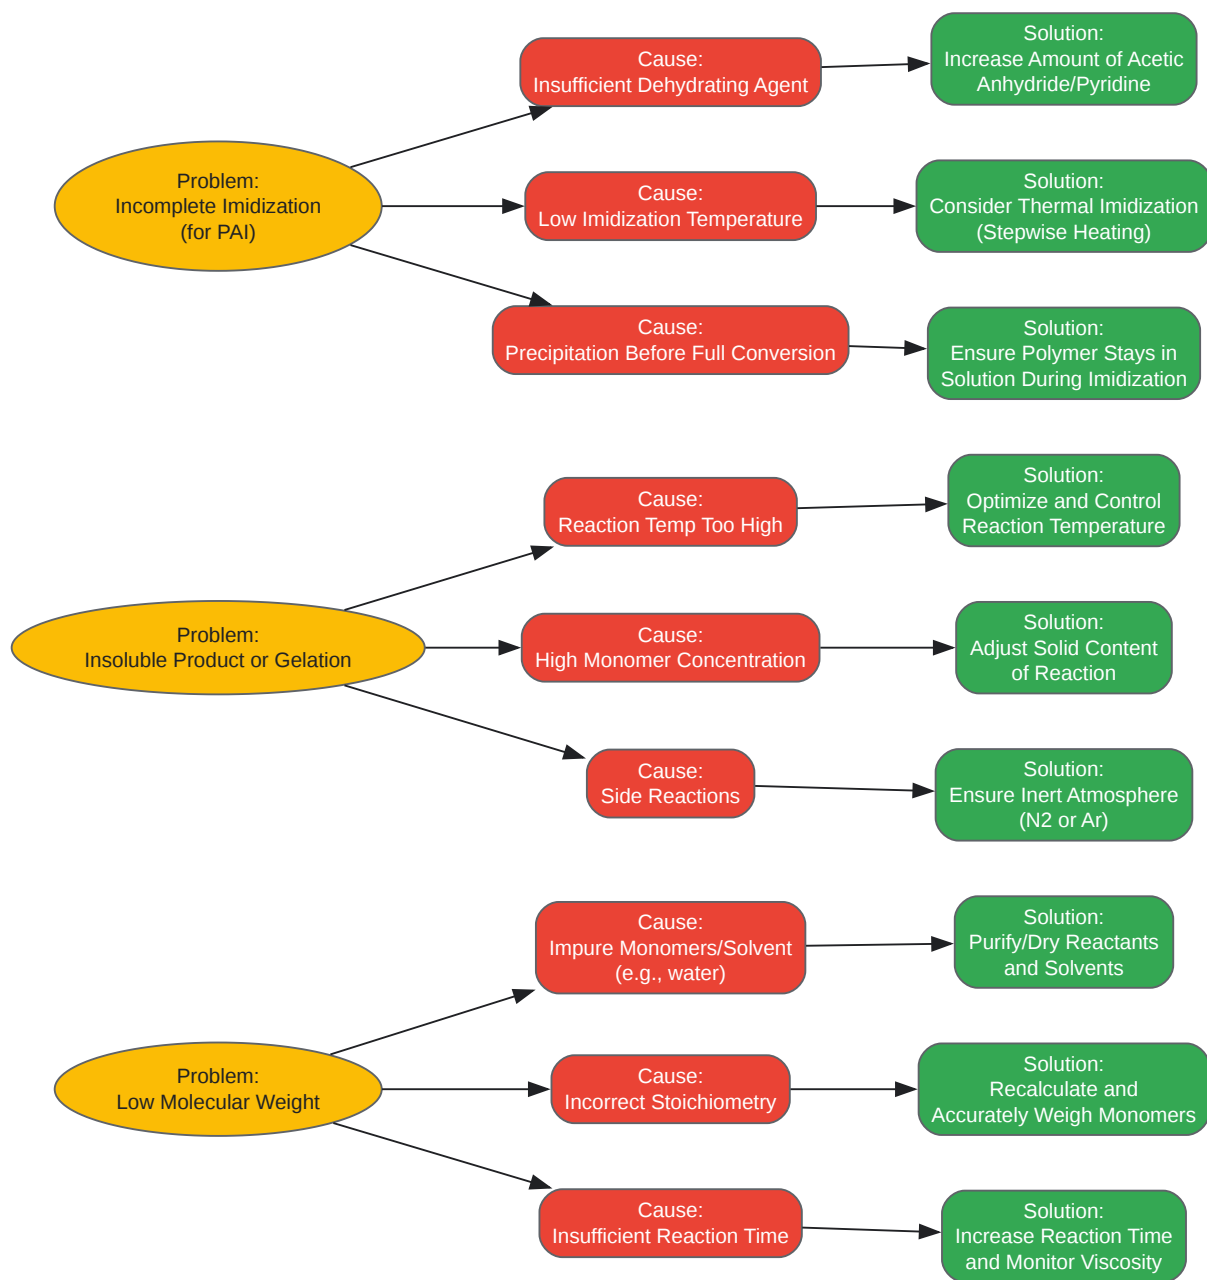 Problem:
Incomplete Imidization
(for PAI)
Cause:
Insufficient Dehydrating Agent
Solution:
Increase Amount of Acetic
Anhydride/Pyridine
Cause:
Low Imidization Temperature
Solution:
Consider Thermal Imidization
(Stepwise Heating)
Cause:
Precipitation Before Full Conversion
Solution:
Ensure Polymer Stays in
Solution During Imidization
Problem:
Insoluble Product or Gelation
Cause:
Reaction Temp Too High
Solution:
Optimize and Control
Reaction Temperature
Cause:
High Monomer Concentration
Solution:
Adjust Solid Content
of Reaction
Cause:
Side Reactions
Solution:
Ensure Inert Atmosphere
(N2 or Ar)
Problem:
Low Molecular Weight
Cause:
Impure Monomers/Solvent
(e.g., water)
Solution:
Purify/Dry Reactants
and Solvents
Cause:
Incorrect Stoichiometry
Solution:
Recalculate and
Accurately Weigh Monomers
Cause:
Insufficient Reaction Time
Solution:
Increase Reaction Time
and Monitor Viscosity